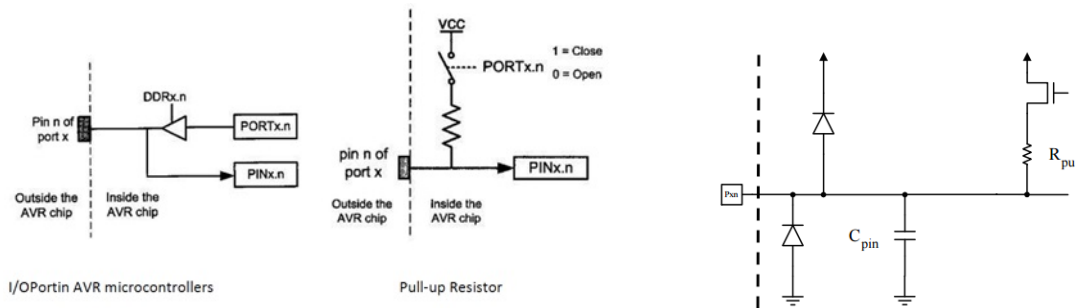 DDRx.n
Pin n of
port x
PORTx.n
PINx.n
Outside the
AVR chip
Inside the
AVR chip
I/OPortin AVR microcontrollers
VCC
1 = Close
PORTx.n
0 = Open
pin n of
port x
PINx.n
Outside the
AVR chip
Inside the
AVR chip
Pull-up Resistor
Rpu
Pxn
Cpin